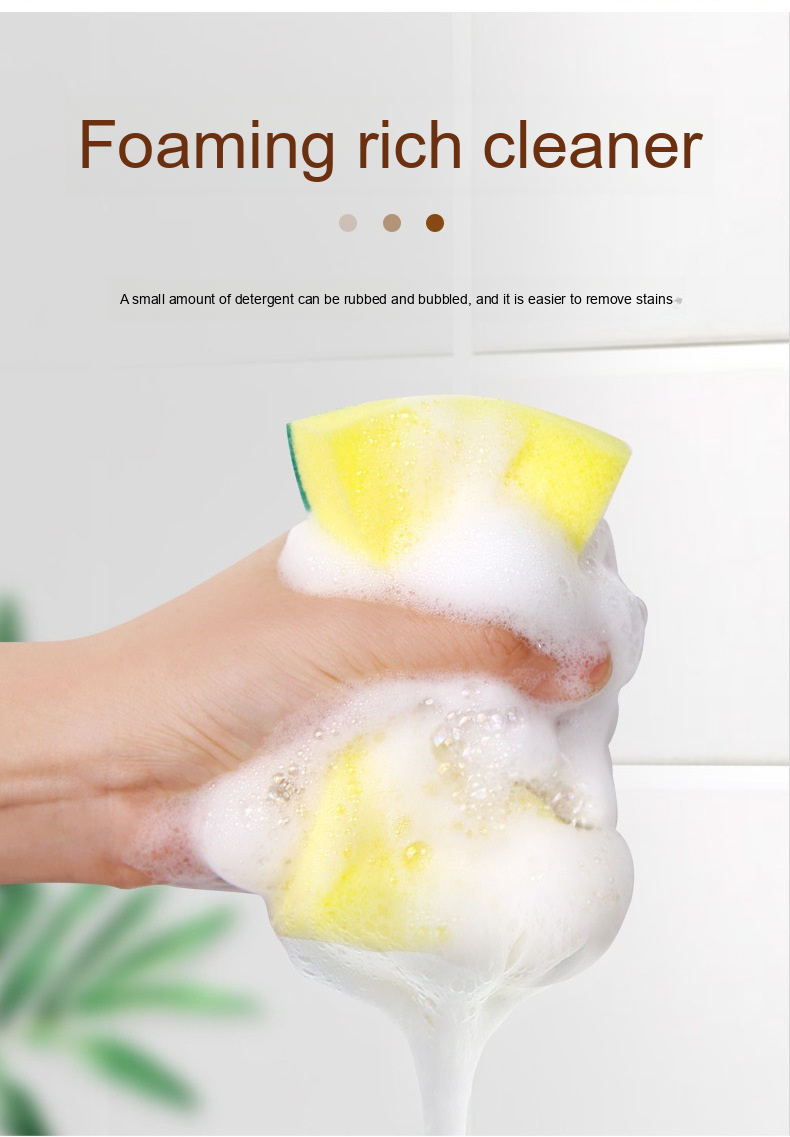 Foaming rich cleaner
A small amount of detergent can be rubbed and bubbled, and it is easier to remove stains